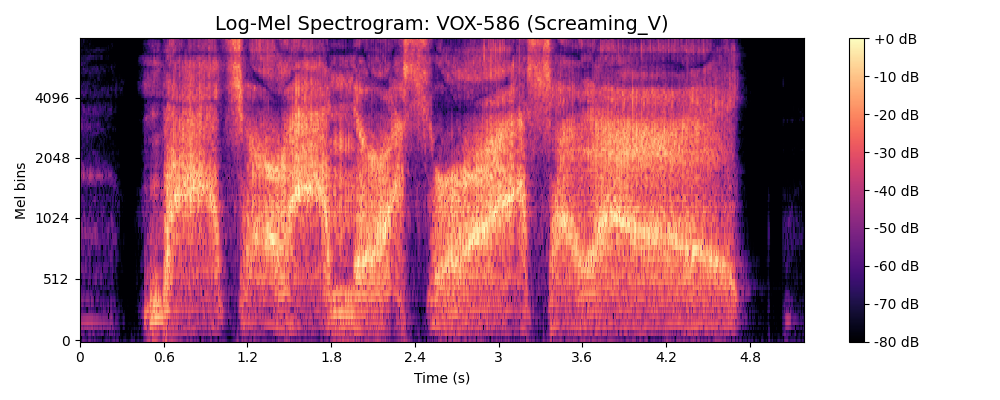 Log-Mel Spectrogram: VOX-586 (Screaming_V)
Mel bins
4096
2048
1024
512
0
0 0.6 1.2 1.8 2.4 3 3.6 4.2 4.8
Time (s)
+0 dB
-10 dB
-20 dB
-30 dB
-40 dB
-50 dB
-60 dB
-70 dB
-80 dB